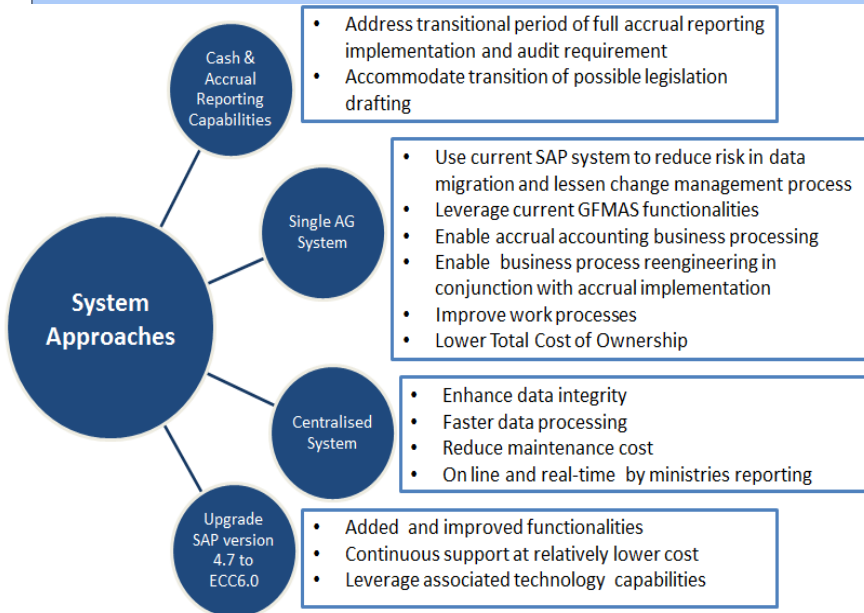 System
Approaches
Cash &
Accrual
Reporting
Capabilities
• Address transitional period of full accrual reporting
implementation and audit requirement
• Accommodate transition of possible legislation
drafting
Single AG
System
• Use current SAP system to reduce risk in data
migration and lessen change management process
• Leverage current GFMAS functionalities
• Enable accrual accounting business processing
• Enable business process reengineering in
conjunction with accrual implementation
• Improve work processes
• Lower Total Cost of Ownership
Centralised
System
• Enhance data integrity
• Faster data processing
• Reduce maintenance cost
• On line and real-time by ministries reporting
Upgrade
SAP version
4.7 to
ECC6.0
• Added and improved functionalities
• Continuous support at relatively lower cost
• Leverage associated technology capabilities